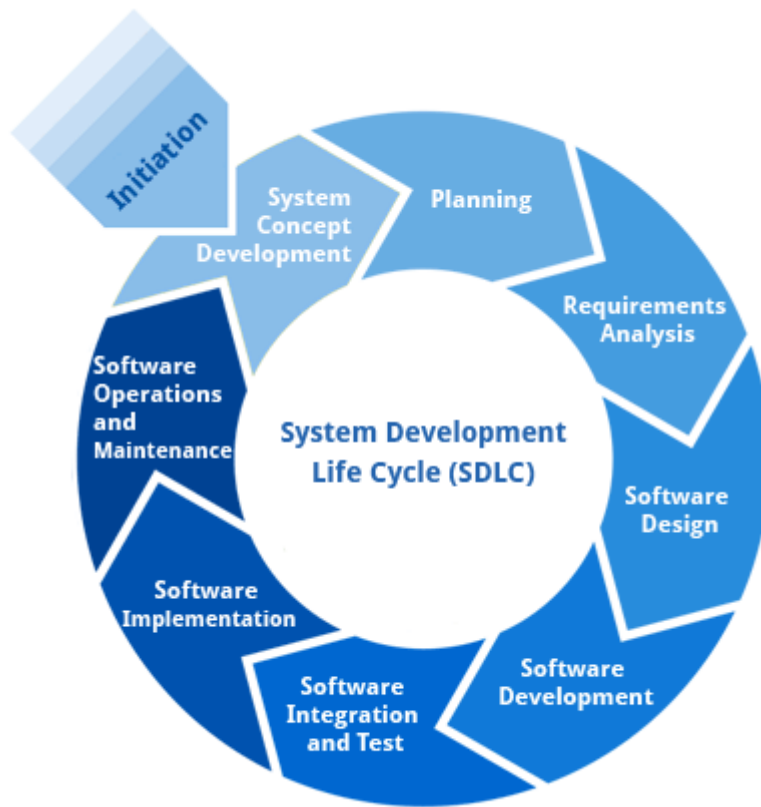 Initiation
System
Concept
Development
Planning
Requirements
Analysis
Software
Design
Software
Development
Software
Integration
and Test
Software
Implementation
Software
Operations
and
Maintenance
System Development
Life Cycle (SDLC)